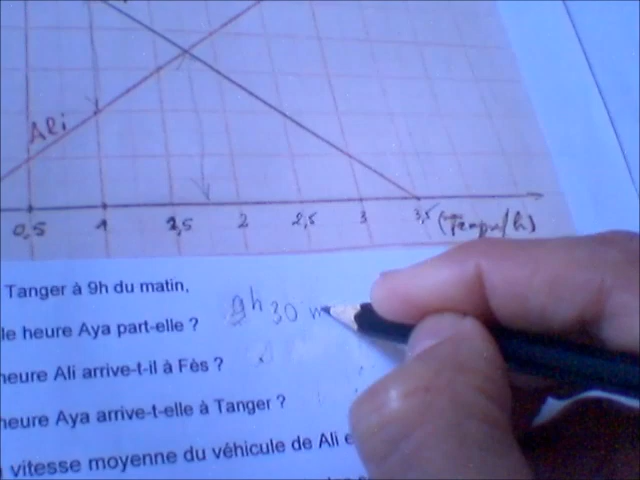 Ali
0,5 1 1,5 2 2,5 3 3,5 (Temps/h)
Tanger à 9h du matin,
le heure Aya part-elle ? 9h 30 m
heure Ali arrive-t-il à Fès ?
heure Aya arrive-t-elle à Tanger ?
vitesse moyenne du véhicule de Ali e